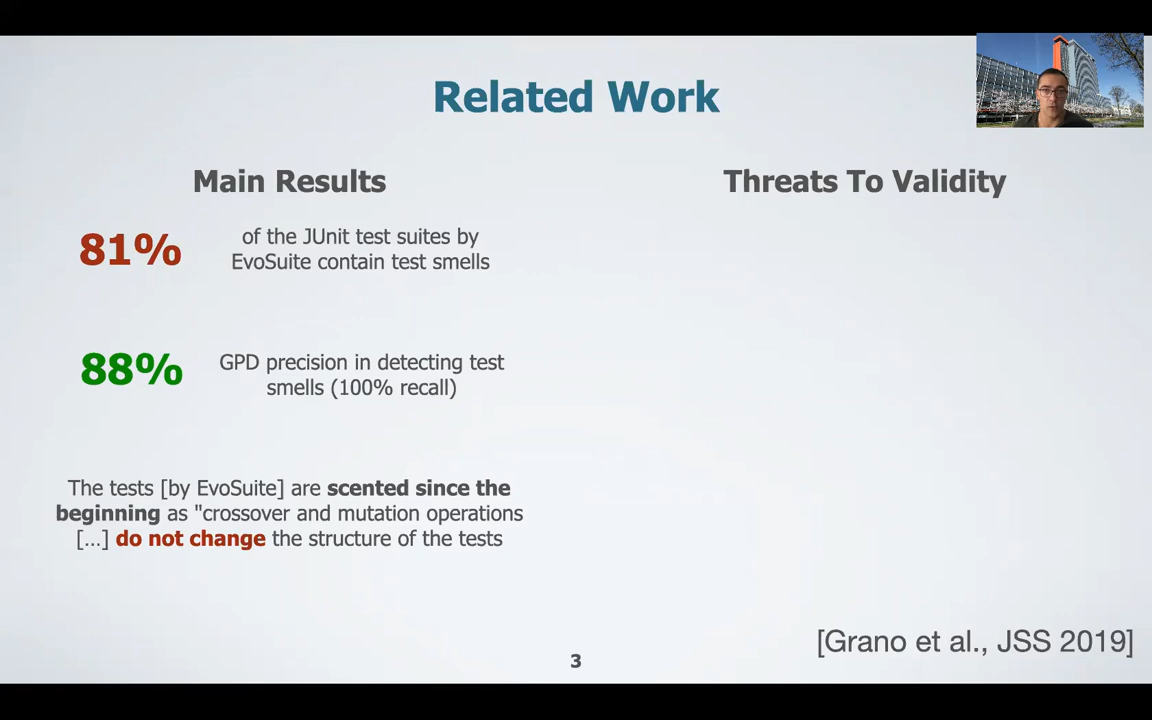 Related Work
Main Results
81%
of the JUnit test suites by
EvoSuite contain test smells
88%
GPD precision in detecting test
smells (100% recall)
The tests [by EvoSuite] are scented since the
beginning as "crossover and mutation operations
[...] do not change the structure of the tests
Threats To Validity
[Grano et al., JSS 2019]
3